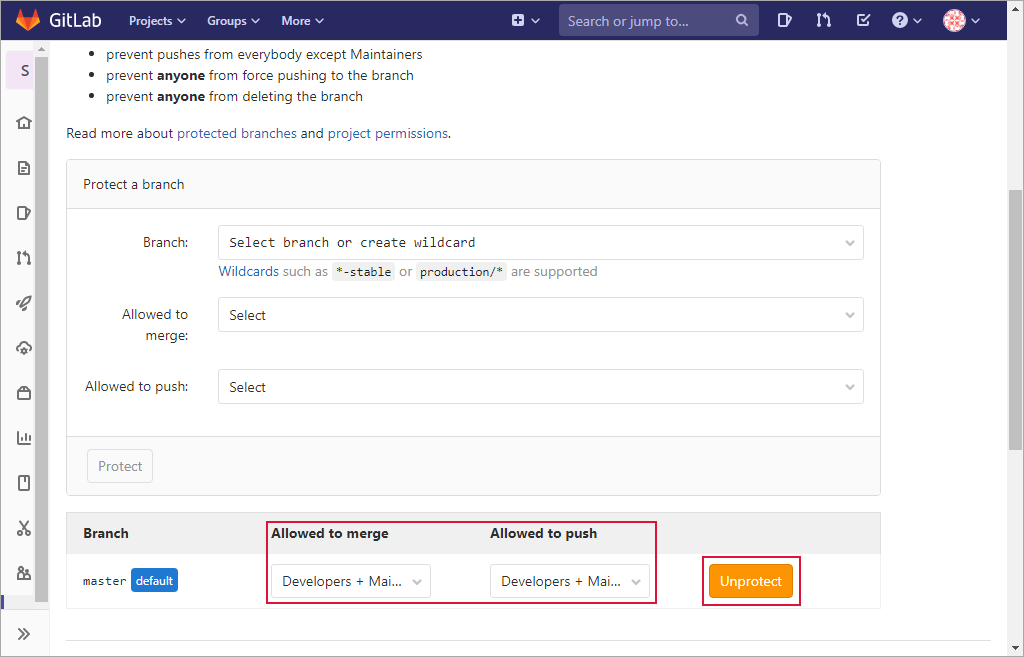 GitLab Projects Groups More Search or jump to...
S
prevent pushes from everybody except Maintainers
prevent anyone from force pushing to the branch
prevent anyone from deleting the branch
Read more about protected branches and project permissions.
Protect a branch
Branch: Select branch or create wildcard
Wildcards such as *-stable or production/* are supported
Allowed to merge: Select
Allowed to push: Select
Protect
Branch Allowed to merge Allowed to push
master default Developers + Mai... Developers + Mai... Unprotect